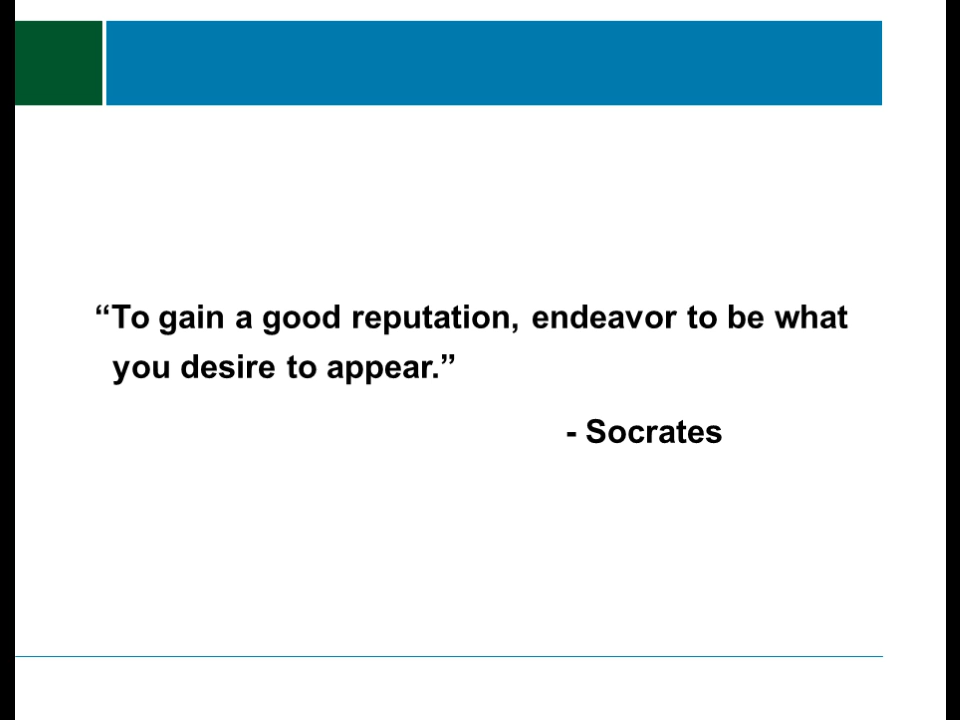 “To gain a good reputation, endeavor to be what
you desire to appear.”
- Socrates